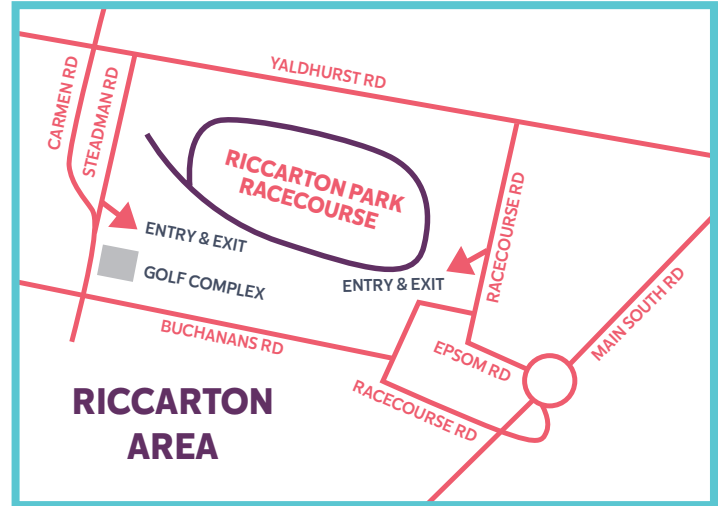 YALDHURST RD
CARMEN RD
STEADMAN RD
RICCARTON PARK
RACECOURSE
RACECOURSE RD
ENTRY & EXIT
GOLF COMPLEX
ENTRY & EXIT
MAIN SOUTH RD
BUCHANANS RD
EPSOM RD
RACECOURSE RD
RICCARTON
AREA